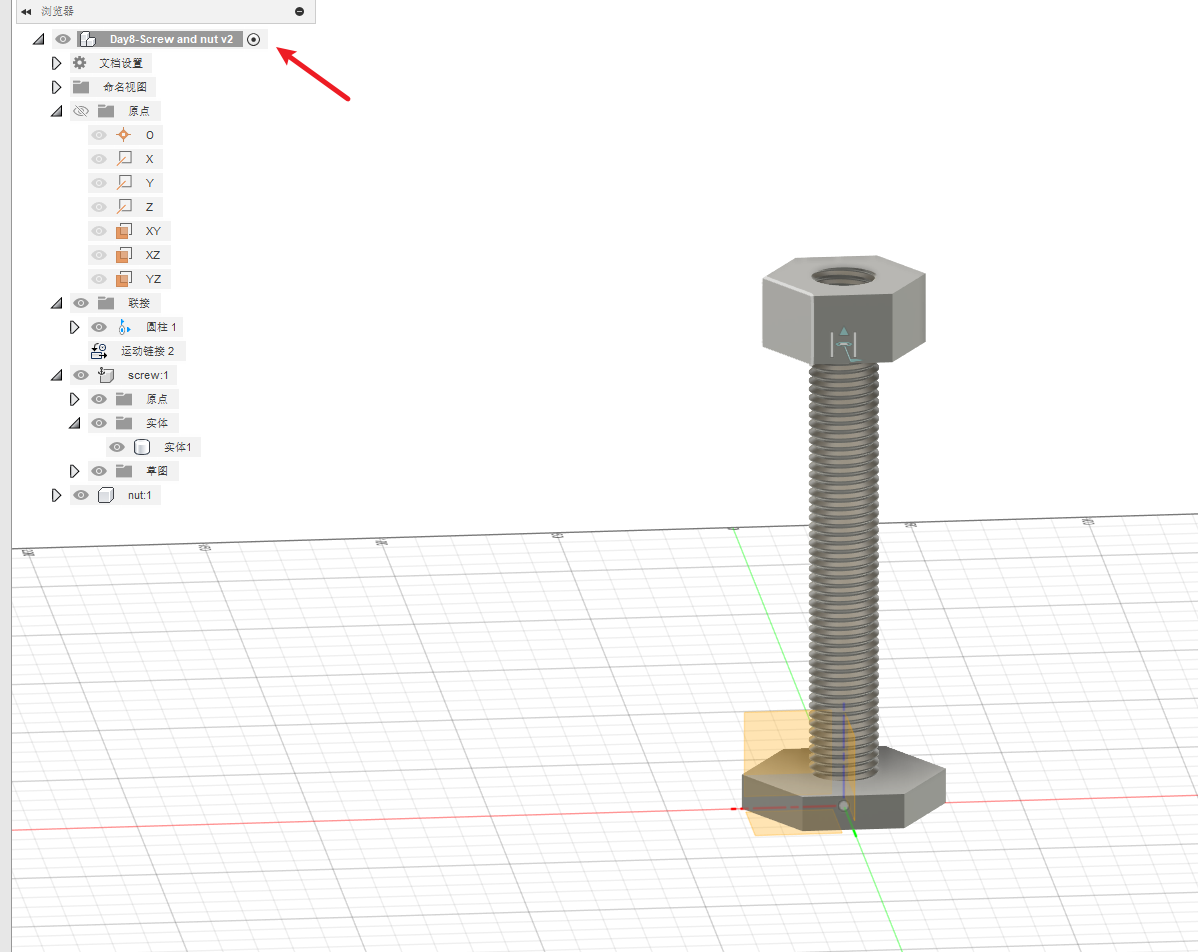 浏览器
Day8-Screw and nut v2
文档设置
命名视图
原点
O
X
Y
Z
XY
XZ
YZ
联接
圆柱 1
运动链接 2
screw:1
原点
实体
实体1
草图
nut:1